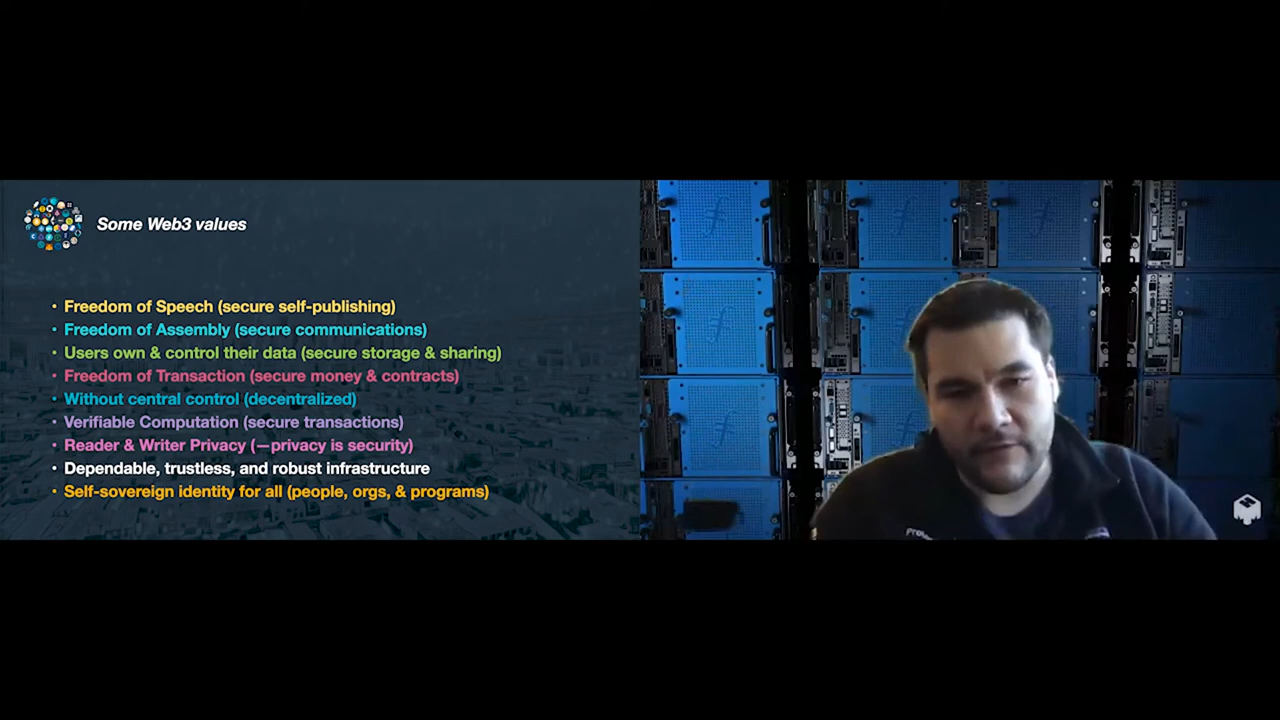 Some Web3 values
• Freedom of Speech (secure self-publishing)
• Freedom of Assembly (secure communications)
• Users own & control their data (secure storage & sharing)
• Freedom of Transaction (secure money & contracts)
• Without central control (decentralized)
• Verifiable Computation (secure transactions)
• Reader & Writer Privacy (—privacy is security)
• Dependable, trustless, and robust infrastructure
• Self-sovereign identity for all (people, orgs, & programs)